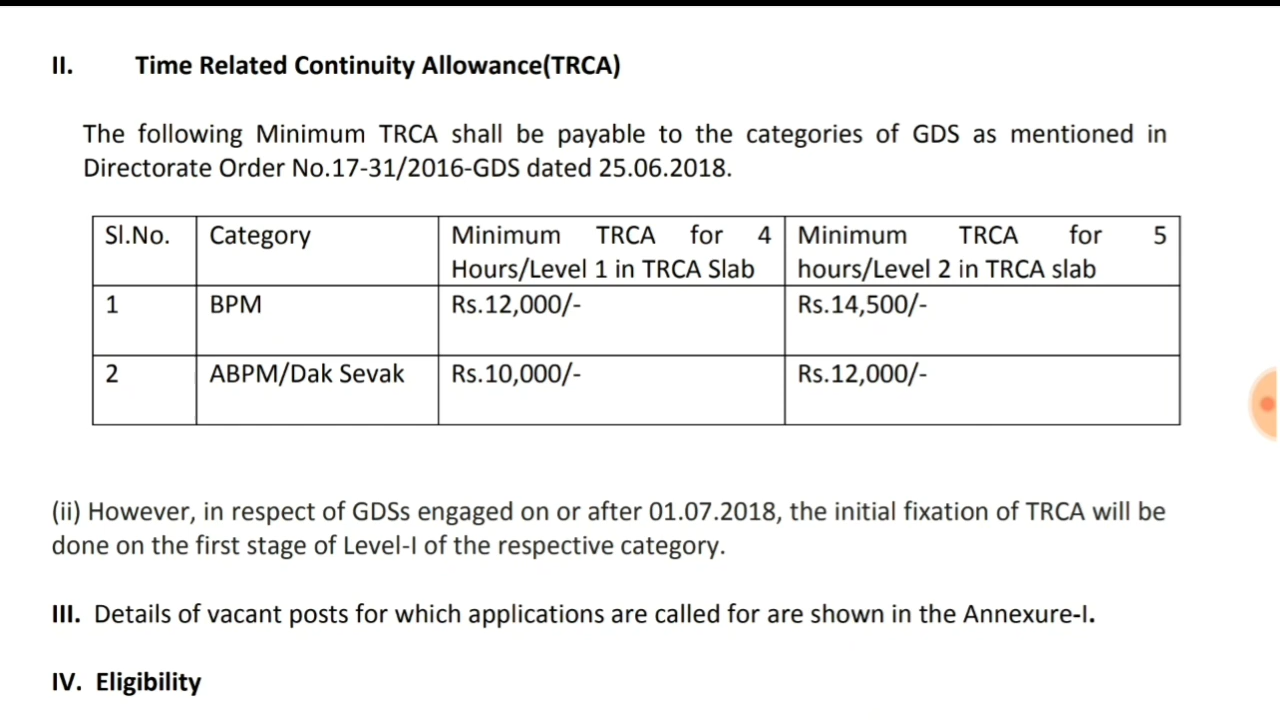 II. Time Related Continuity Allowance(TRCA)
The following Minimum TRCA shall be payable to the categories of GDS as mentioned in
Directorate Order No.17-31/2016-GDS dated 25.06.2018.
Sl.No. Category Minimum TRCA for 4 Minimum TRCA for 5
Hours/Level 1 in TRCA Slab hours/Level 2 in TRCA slab
1 BPM Rs.12,000/- Rs.14,500/-
2 ABPM/Dak Sevak Rs.10,000/- Rs.12,000/-
(ii) However, in respect of GDSs engaged on or after 01.07.2018, the initial fixation of TRCA will be
done on the first stage of Level-I of the respective category.
III. Details of vacant posts for which applications are called for are shown in the Annexure-I.
IV. Eligibility